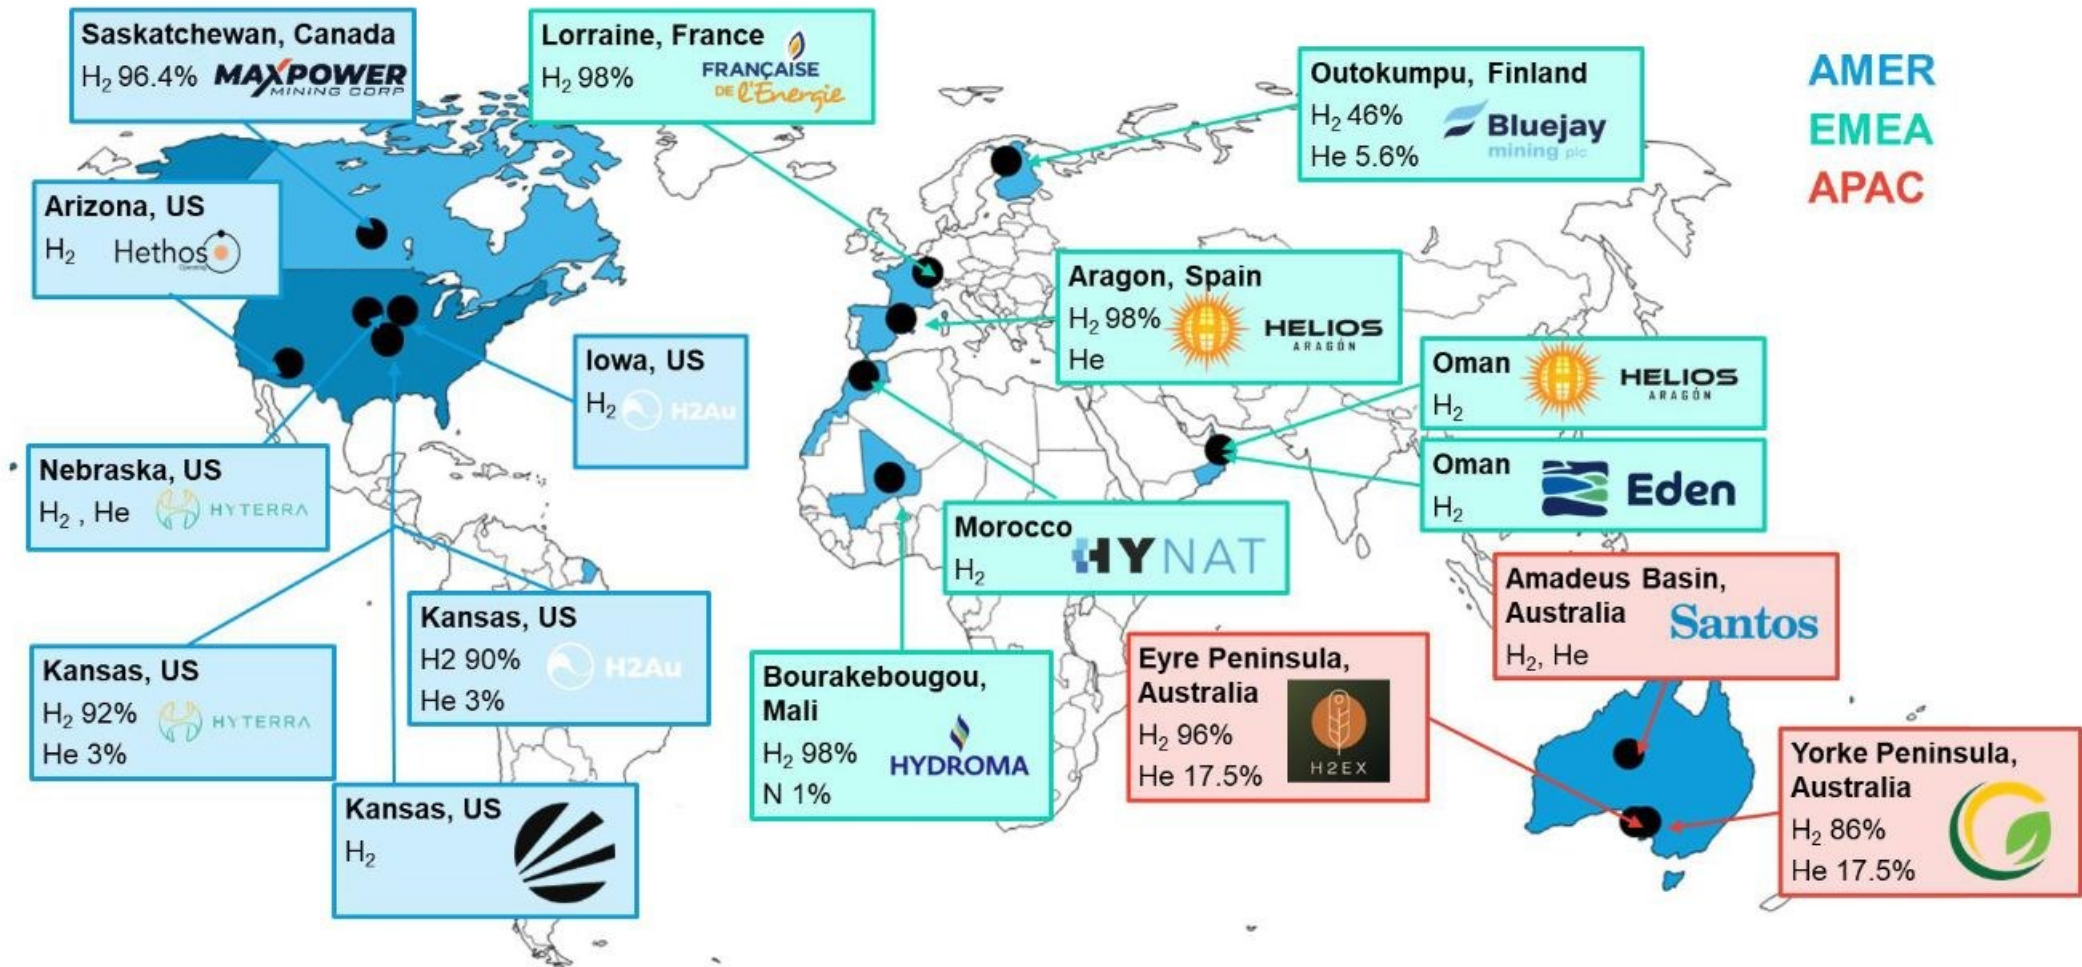 Saskatchewan, Canada
H₂ 96.4%
MAXPOWER
MINING CORP
Lorraine, France
H₂ 98%
FRANÇAISE
DE l'Énergie
Outokumpu, Finland
H₂ 46%
He 5.6%
Bluejay
mining plc
AMER
EMEA
APAC
Arizona, US
H₂
Hethos
Aragon, Spain
H₂ 98%
He
HELIOS
ARAGÓN
Iowa, US
H₂
H2Au
Oman
H₂
HELIOS
ARAGÓN
Nebraska, US
H₂ , He
HYTERRA
Oman
H₂
Eden
Morocco
H₂
HYNAT
Amadeus Basin,
Australia
H₂, He
Santos
Kansas, US
H2 90%
He 3%
H2Au
Kansas, US
H₂ 92%
He 3%
HYTERRA
Bourakebougou,
Mali
H₂ 98%
N 1%
HYDROMA
Eyre Peninsula,
Australia
H₂ 96%
He 17.5%
H2EX
Yorke Peninsula,
Australia
H₂ 86%
He 17.5%
Kansas, US
H₂